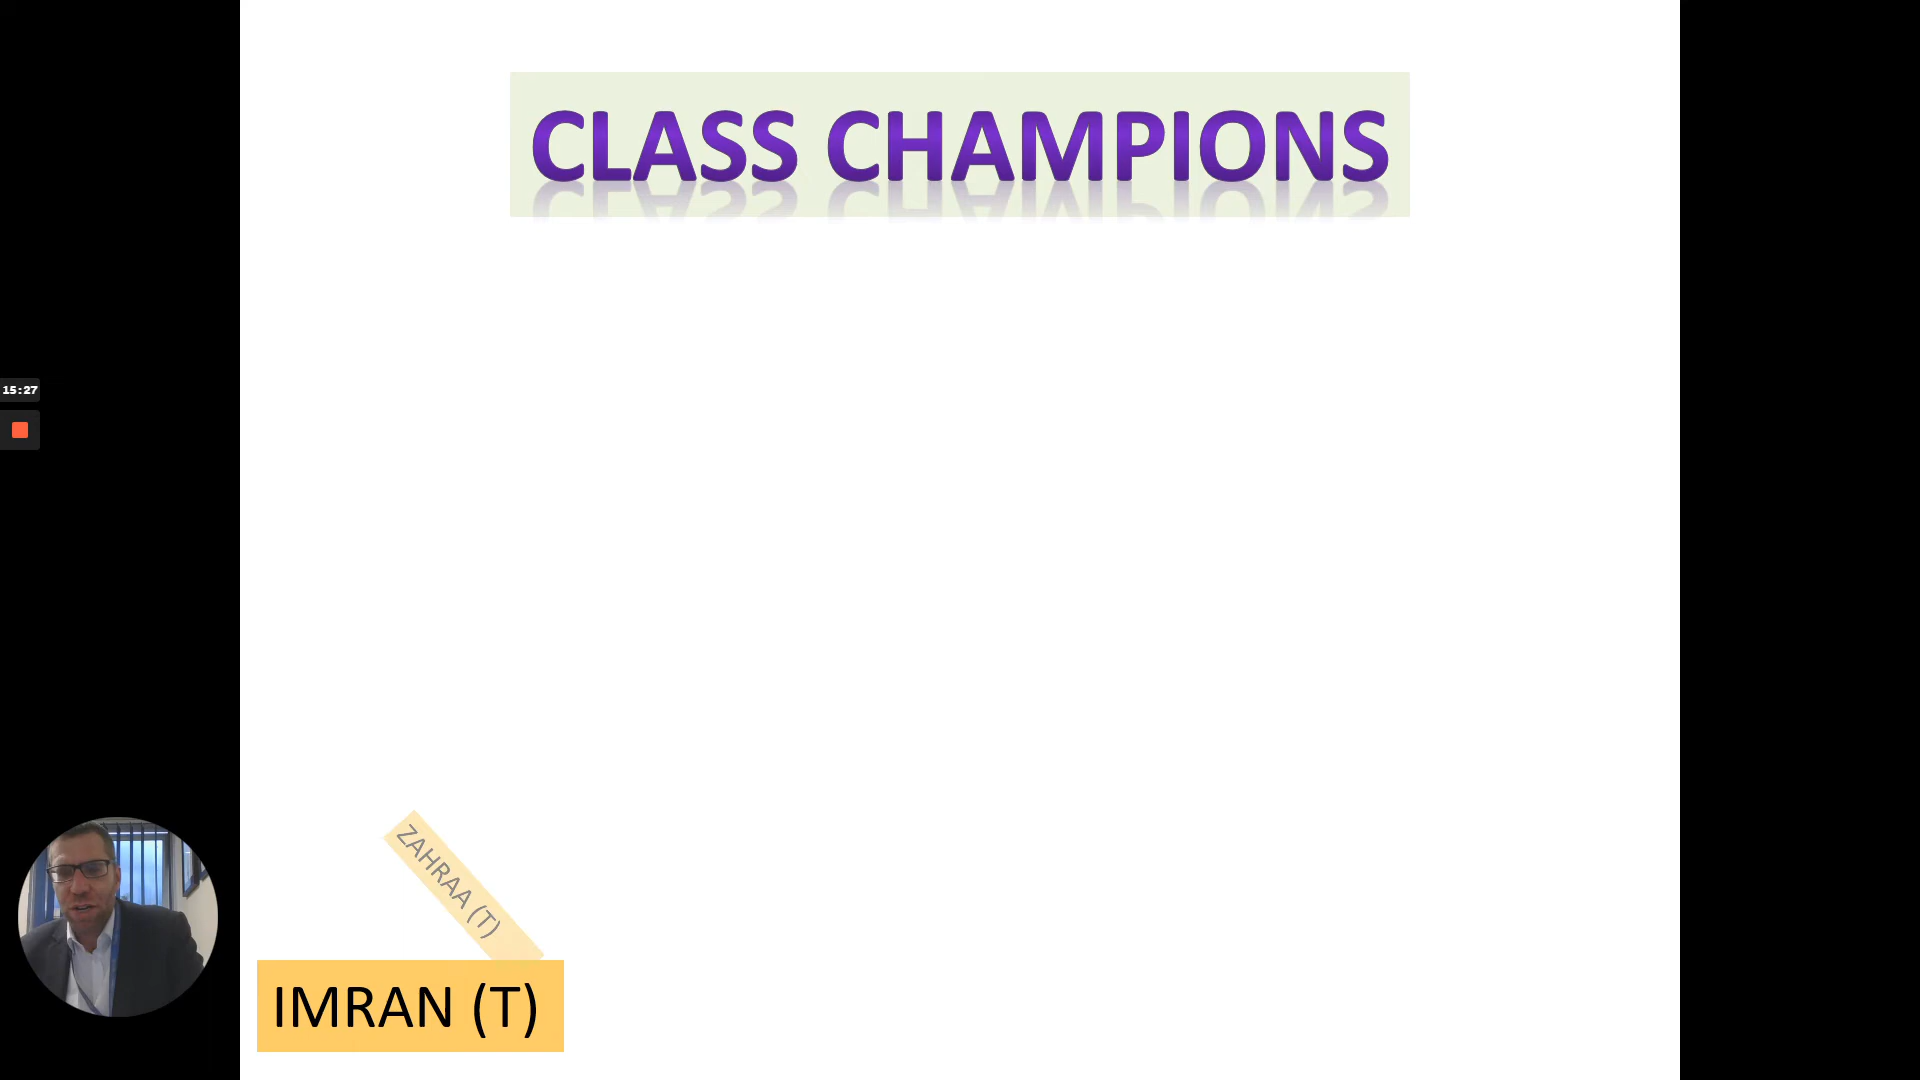 CLASS CHAMPIONS
15:27
ZAHRAA (T)
IMRAN (T)